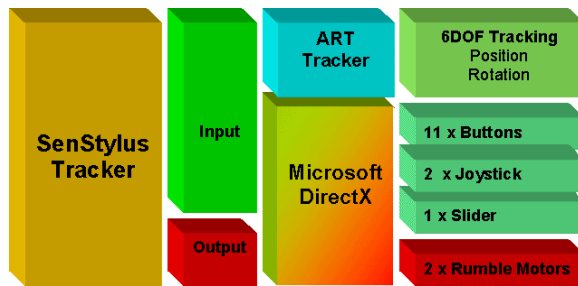 SenStylus
Tracker
Input
Output
ART
Tracker
Microsoft
DirectX
6DOF Tracking
Position
Rotation
11 x Buttons
2 x Joystick
1 x Slider
2 x Rumble Motors